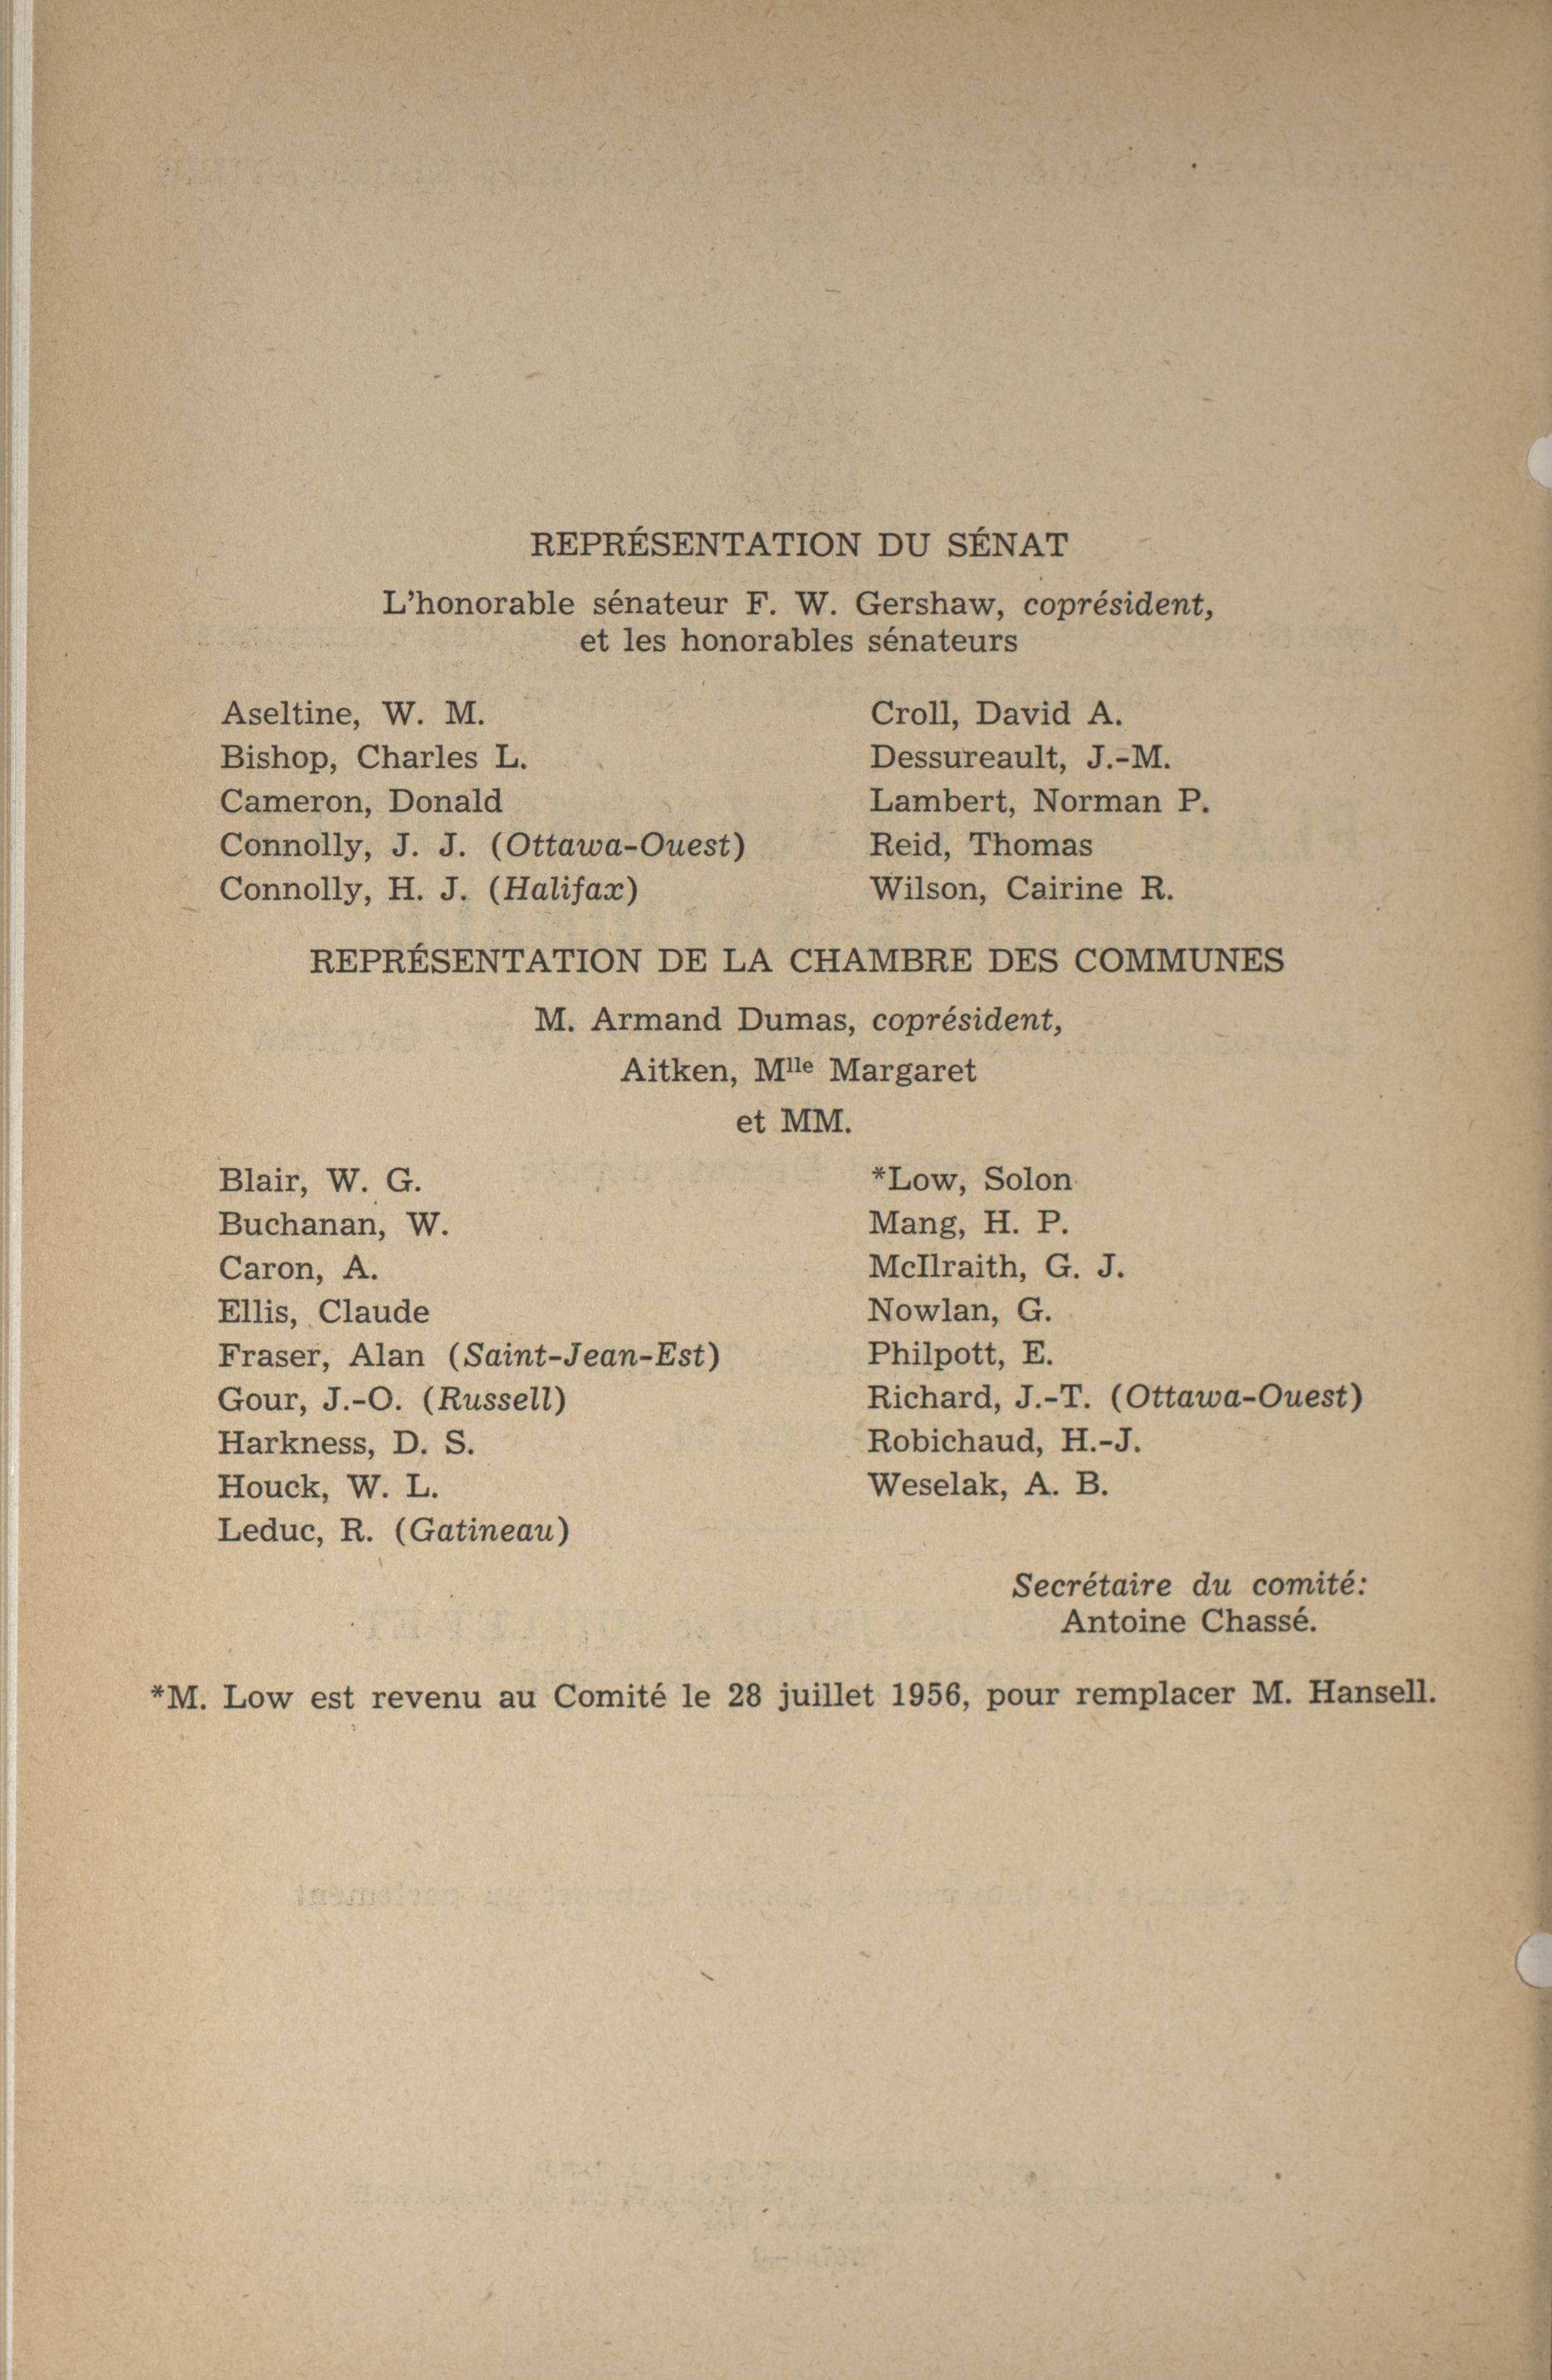 REPRÉSENTATION DU SÉNAT
L'honorable sénateur F. W. Gershaw, coprésident,
et les honorables sénateurs
Aseltine, W. M.
Bishop, Charles L.
Cameron, Donald
Connolly, J. J. (Ottawa-Ouest)
Connolly, H. J. (Halifax)
Croll, David A.
Dessureault, J.-M.
Lambert, Norman P.
Reid, Thomas
Wilson, Cairine R.
REPRÉSENTATION DE LA CHAMBRE DES COMMUNES
M. Armand Dumas, coprésident,
Aitken, Mlle Margaret
et MM.
Blair, W. G.
Buchanan, W.
Caron, A.
Ellis, Claude
Fraser, Alan (Saint-Jean-Est)
Gour, J.-O. (Russell)
Harkness, D. S.
Houck, W. L.
Leduc, R. (Gatineau)
*Low, Solon
Mang, H. P.
McIlraith, G. J.
Nowlan, G.
Philpott, E.
Richard, J.-T. (Ottawa-Ouest)
Robichaud, H.-J.
Weselak, A. B.
Secrétaire du comité:
Antoine Chassé.
*M. Low est revenu au Comité le 28 juillet 1956, pour remplacer M. Hansell.